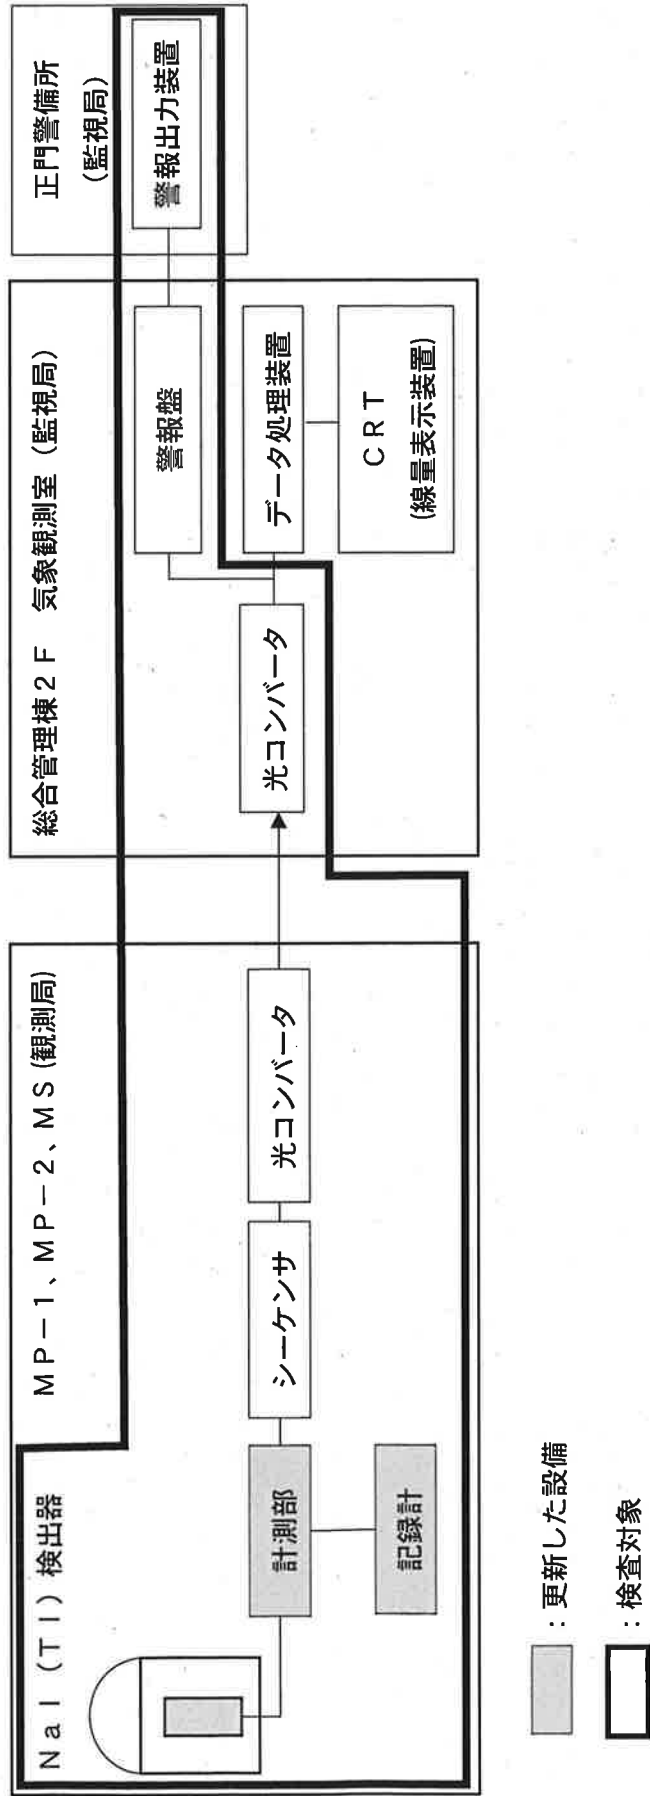 NaI(Tl)検出器
MP－1、MP－2、MS(観測局)
計測部
記録計
シーケンサ
光コンバータ
総合管理棟2F 気象観測室(監視局)
光コンバータ
警報盤
データ処理装置
CRT
(線量表示装置)
正門警備所
(監視局)
警報出力装置
：更新した設備
：検査対象